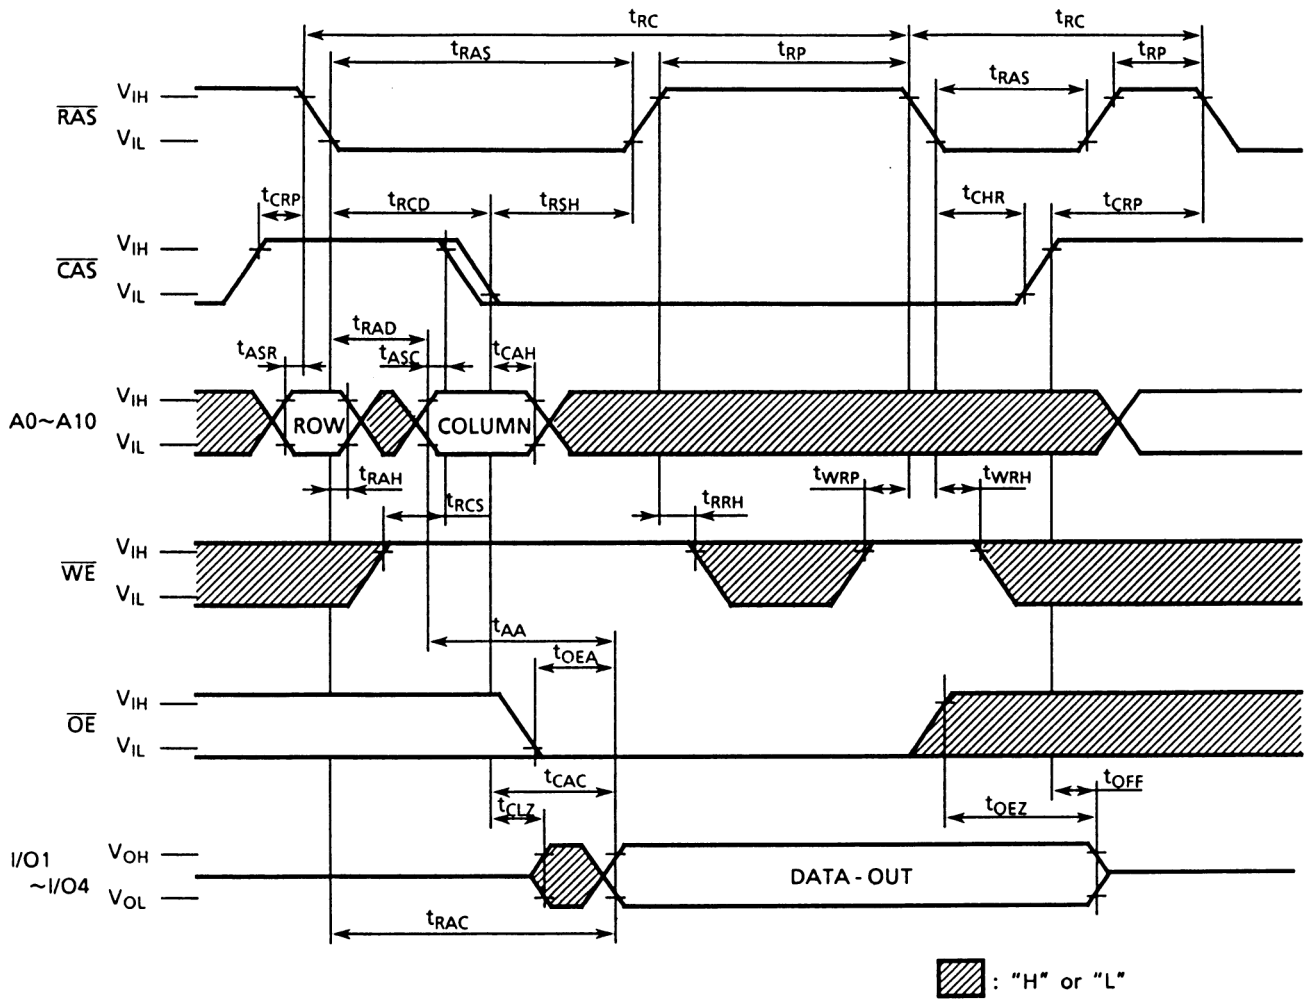 tRC tRC
tRAS tRP tRAS tRP
RAS VIH
VIL
tCRP tRCD tRSH tCHR tCRP
CAS VIH
VIL
tRAD
tASR tASC tCAH
A0~A10 VIH
VIL
ROW COLUMN
tRAH tRCS tRRH tWRP tWRH
WE VIH
VIL
tAA
tOEA
OE VIH
VIL
tCAC tOFF
tCLZ tOEZ
I/O1
~I/O4
VOH
VOL
DATA-OUT
tRAC
: "H" or "L"